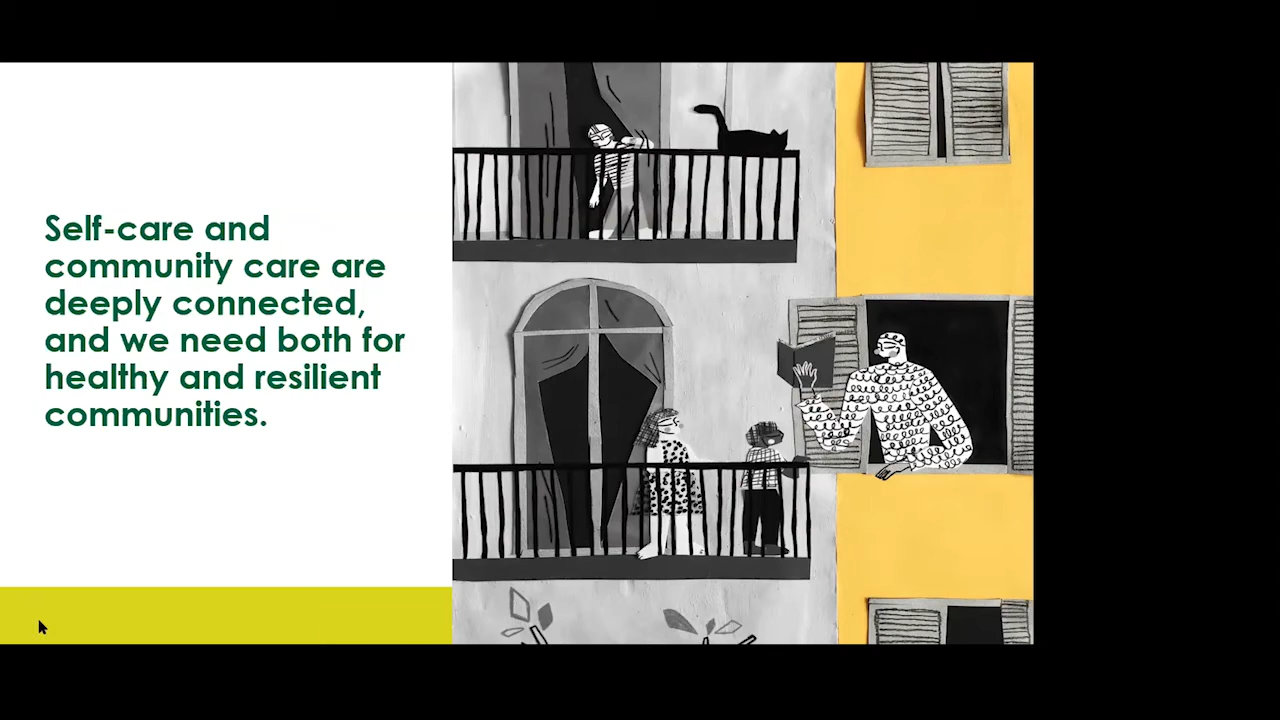 Self-care and
community care are
deeply connected,
and we need both for
healthy and resilient
communities.